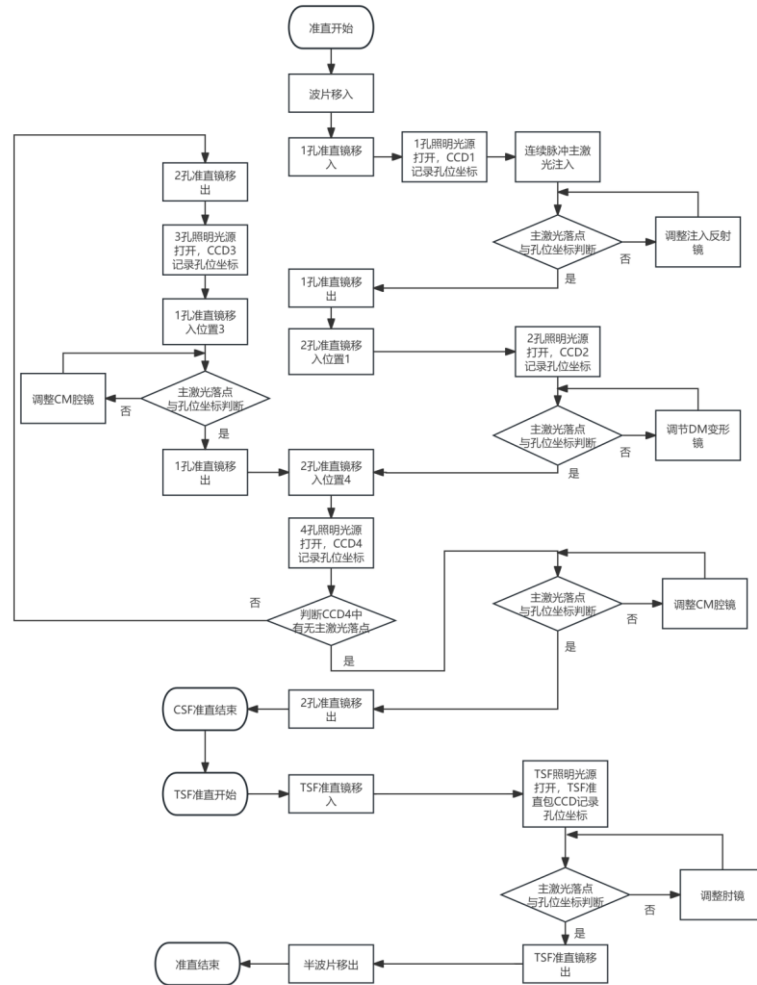 准直开始
波片移入
1孔准直镜移
入
1孔照明光源
打开，CCD1
记录孔位坐标
连续脉冲主激
光注入
2孔准直镜移
出
3孔照明光源
打开，CCD3
记录孔位坐标
主激光落点
与孔位坐标判断
否
调整注入反射
镜
是
1孔准直镜移
出
1孔准直镜移
入位置3
2孔准直镜移
入位置1
2孔照明光源
打开，CCD2
记录孔位坐标
调整CM腔镜
否
主激光落点
与孔位坐标判断
是
主激光落点
与孔位坐标判断
否
调节DM变形
镜
是
1孔准直镜移
出
2孔准直镜移
入位置4
4孔照明光源
打开，CCD4
记录孔位坐标
否
判断CCD4中
有无主激光落点
是
主激光落点
与孔位坐标判断
否
调整CM腔镜
是
CSF准直结束
2孔准直镜移
出
TSF准直开始
TSF准直镜移
入
TSF照明光源
打开，TSF准
直包CCD记录
孔位坐标
主激光落点
与孔位坐标判断
否
调整肘镜
是
准直结束
半波片移出
TSF准直镜移
出